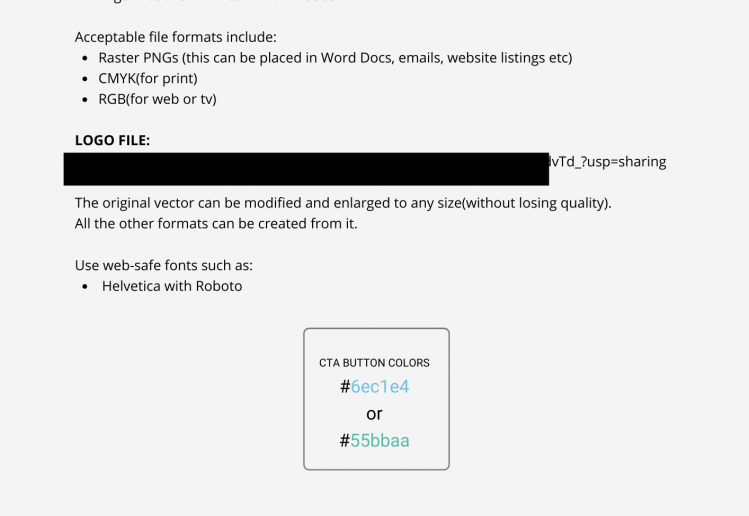 Acceptable file formats include:
• Raster PNGs (this can be placed in Word Docs, emails, website listings etc)
• CMYK(for print)
• RGB(for web or tv)
LOGO FILE:
vTd_?usp=sharing
The original vector can be modified and enlarged to any size(without losing quality).
All the other formats can be created from it.
Use web-safe fonts such as:
• Helvetica with Roboto
CTA BUTTON COLORS
#6ec1e4
or
#55bbaa